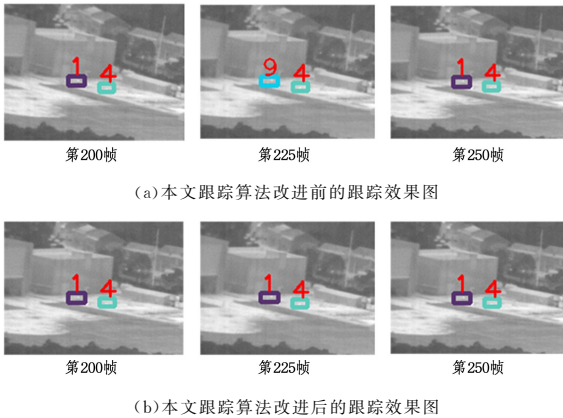 1 4 9 4 1 4
第200帧 第225帧 第250帧
(a)本文跟踪算法改进前的跟踪效果图
1 4 1 4 1 4
第200帧 第225帧 第250帧
(b)本文跟踪算法改进后的跟踪效果图